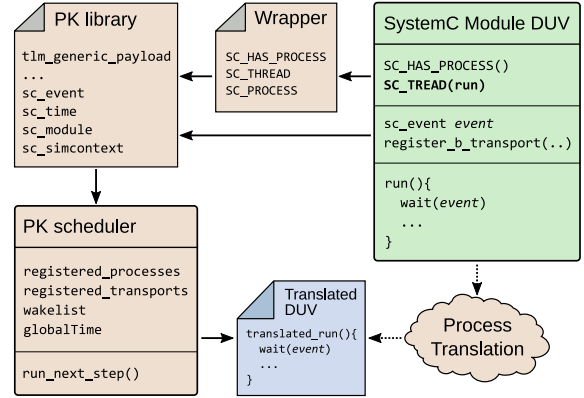 PK library
tlm_generic_payload
...
sc_event
sc_time
sc_module
sc_simcontext
Wrapper
SC_HAS_PROCESS
SC_THREAD
SC_PROCESS
SystemC Module DUV
SC_HAS_PROCESS()
SC_TREAD(run)
sc_event event
register_b_transport(..)
run(){
wait(event)
...
}
PK scheduler
registered_processes
registered_transports
wakelist
globalTime
run_next_step()
Translated
DUV
translated_run(){
wait(event)
...
}
Process
Translation